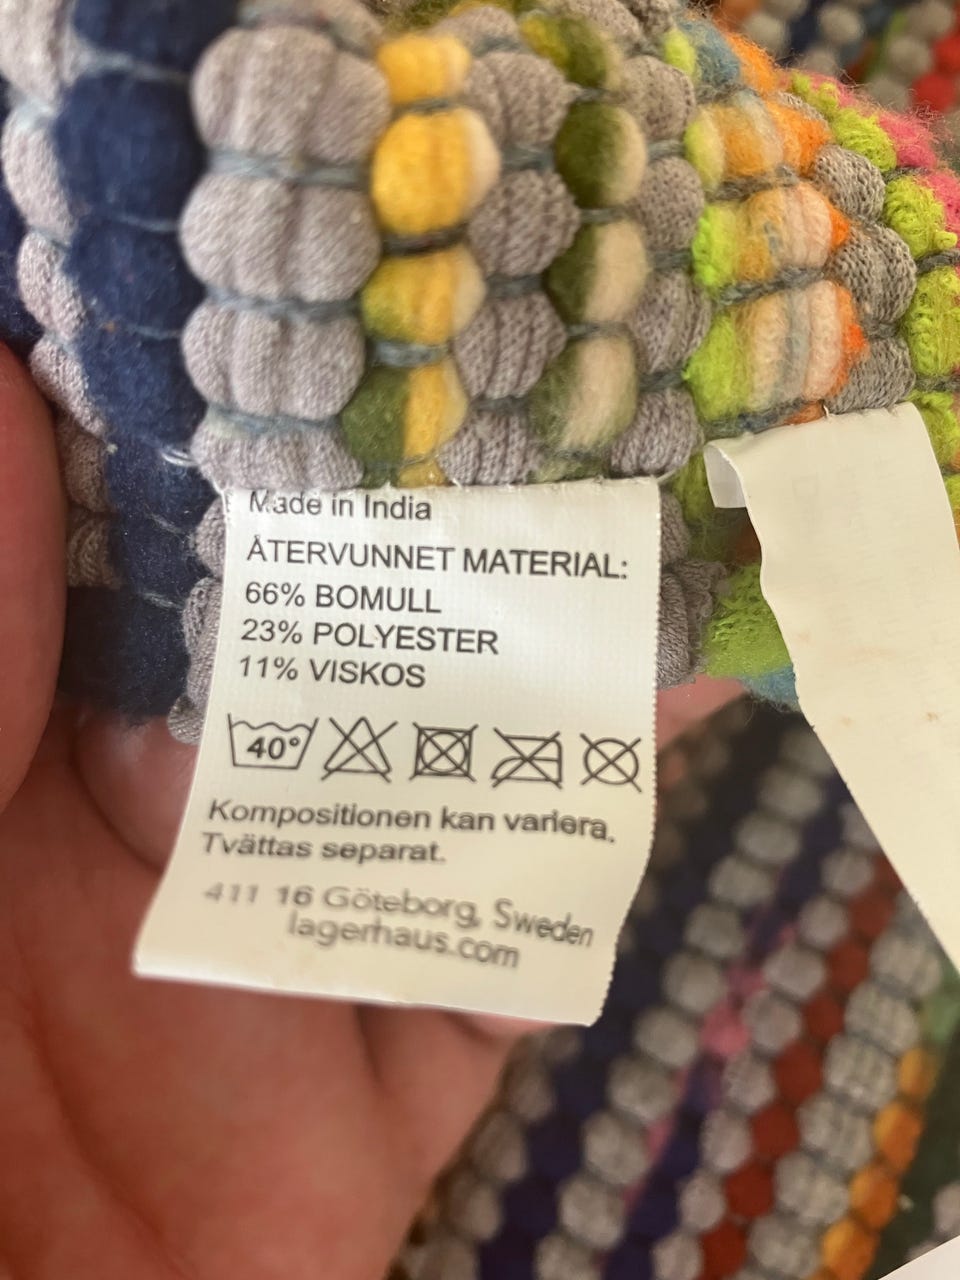 Made in India
ÅTERVUNNET MATERIAL:
66% BOMULL
23% POLYESTER
11% VISKOS
40°
Kompositionen kan variera.
Tvättas separat.
411 16 Göteborg, Sweden
lagerhaus.com